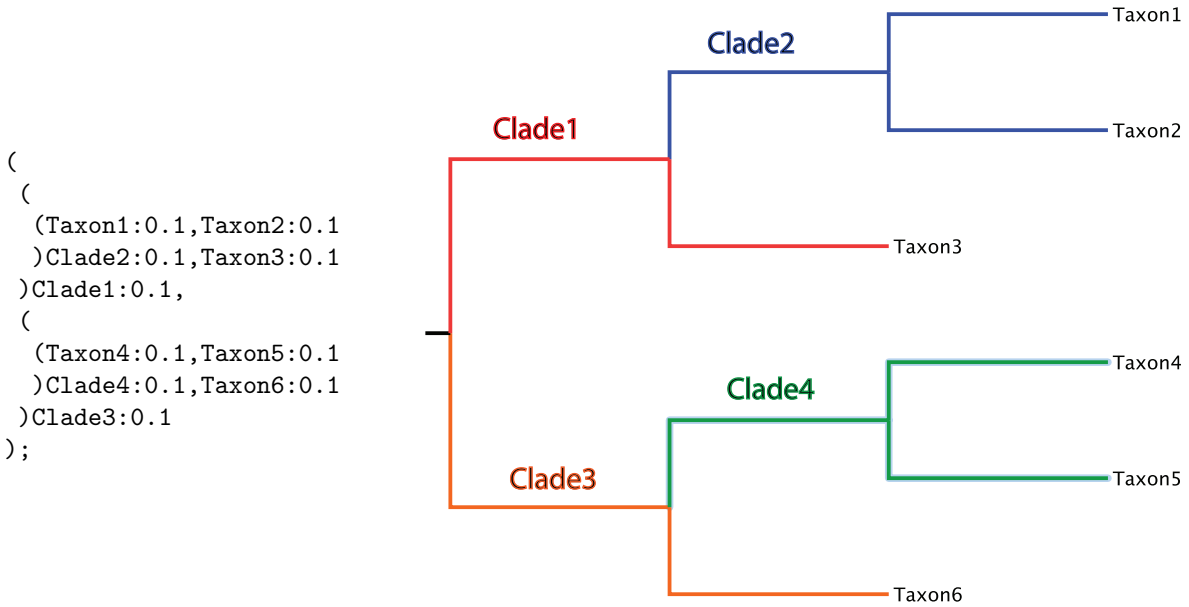 (
 (
  (Taxon1:0.1,Taxon2:0.1
  )Clade2:0.1,Taxon3:0.1
 )Clade1:0.1,
 (
  (Taxon4:0.1,Taxon5:0.1
  )Clade4:0.1,Taxon6:0.1
 )Clade3:0.1
);
Taxon1
Clade2
Taxon2
Clade1
Taxon3
Taxon4
Clade4
Taxon5
Clade3
Taxon6